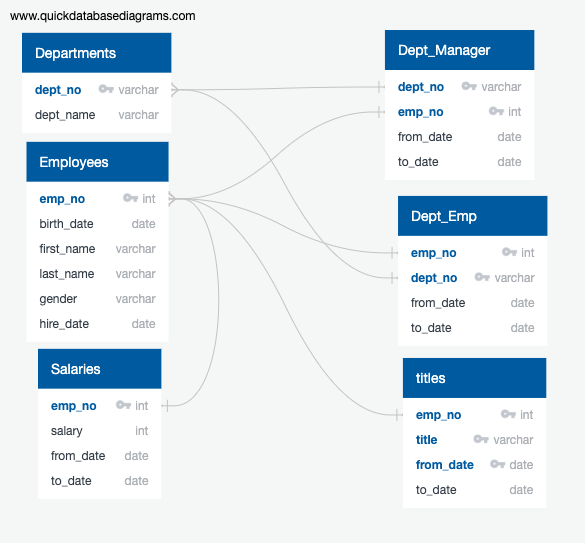 www.quickdatabasediagrams.com
Departments
dept_no varchar
dept_name varchar
Employees
emp_no int
birth_date date
first_name varchar
last_name varchar
gender varchar
hire_date date
Salaries
emp_no int
salary int
from_date date
to_date date
Dept_Manager
dept_no varchar
emp_no int
from_date date
to_date date
Dept_Emp
emp_no int
dept_no varchar
from_date date
to_date date
titles
emp_no int
title varchar
from_date date
to_date date